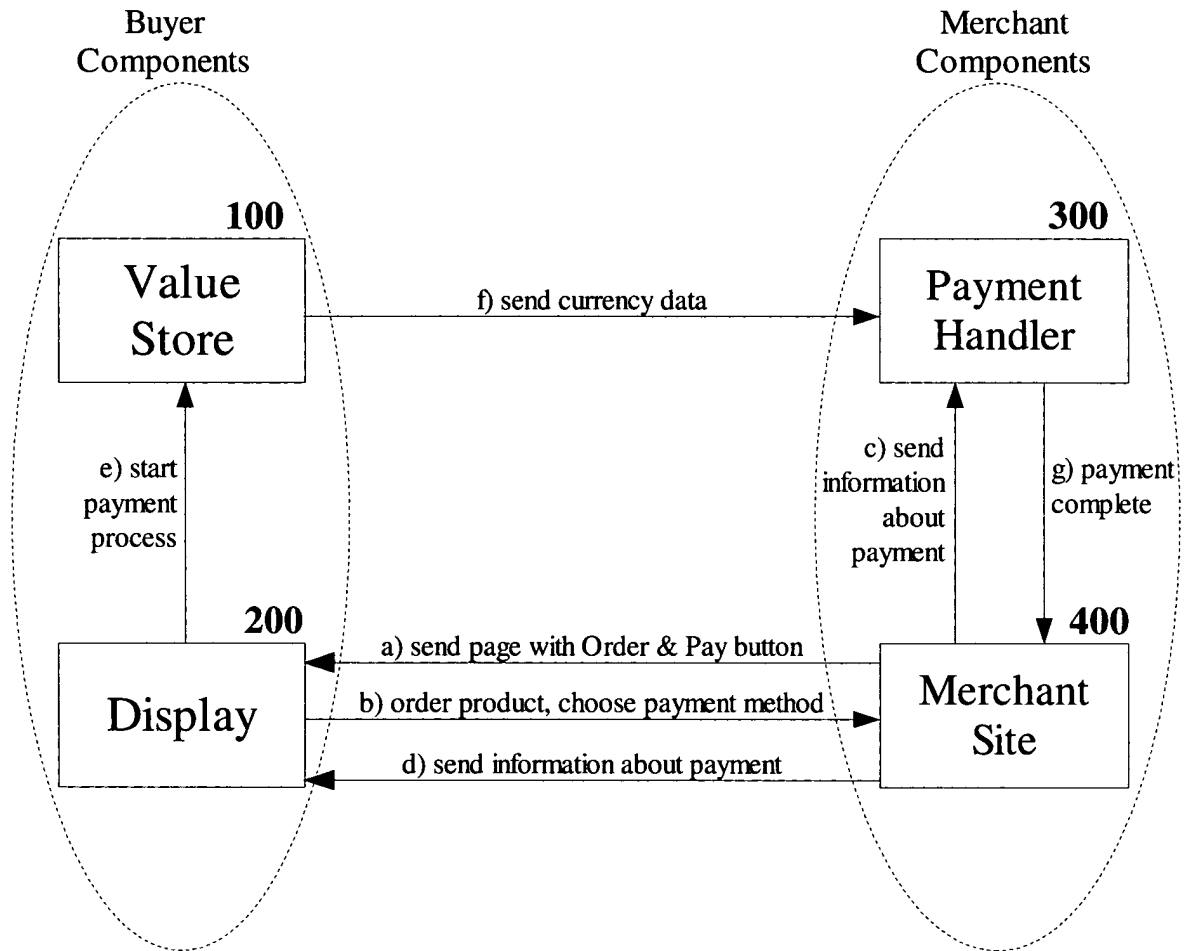 Buyer
Components
Merchant
Components
100
Value
Store
300
Payment
Handler
f) send currency data
e) start
payment
process
c) send
information
about
payment
g) payment
complete
200
Display
400
Merchant
Site
a) send page with Order & Pay button
b) order product, choose payment method
d) send information about payment